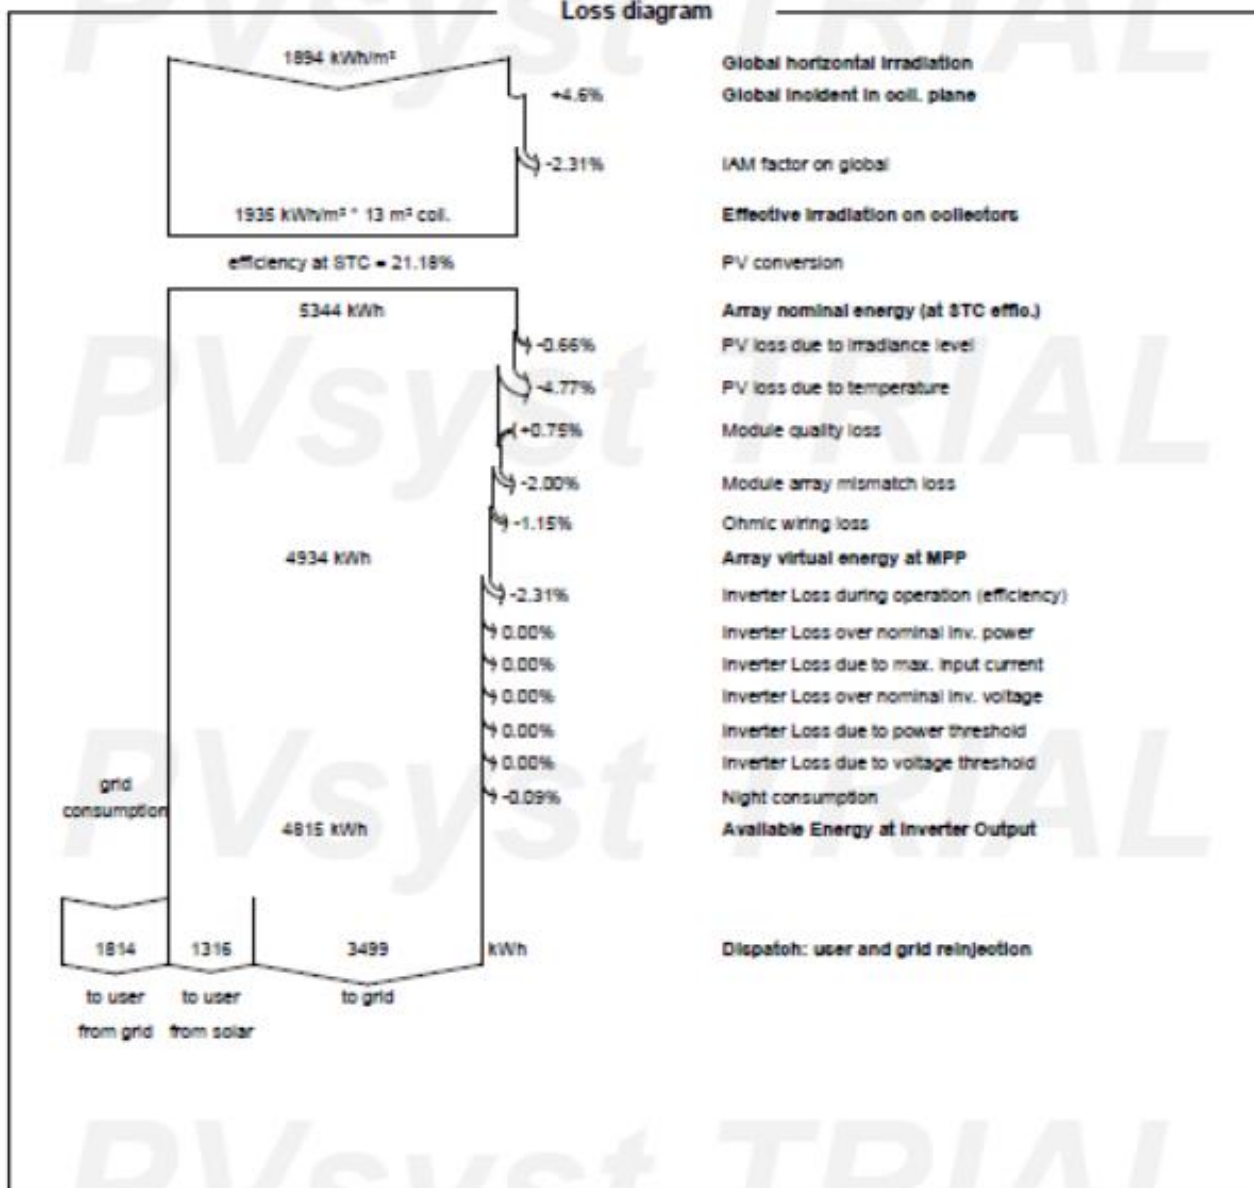 Loss diagram
1894 kWh/m² Global horizontal irradiation
+4.6% Global incident in coll. plane
-2.31% IAM factor on global
1935 kWh/m² * 13 m² coll. Effective irradiation on collectors
efficiency at STC = 21.18% PV conversion
5344 kWh Array nominal energy (at STC effic.)
-0.66% PV loss due to irradiance level
-4.77% PV loss due to temperature
+0.75% Module quality loss
-2.00% Module array mismatch loss
-1.15% Ohmic wiring loss
4934 kWh Array virtual energy at MPP
-2.31% Inverter Loss during operation (efficiency)
0.00% Inverter Loss over nominal inv. power
0.00% Inverter Loss due to max. input current
0.00% Inverter Loss over nominal inv. voltage
0.00% Inverter Loss due to power threshold
0.00% Inverter Loss due to voltage threshold
grid
consumption
-0.09% Night consumption
4815 kWh Available Energy at Inverter Output
1814 1316 3499 kWh Dispatch: user and grid reinjection
to user to user to grid
from grid from solar
PVsyst TRIAL
PVsyst TRIAL
PVsyst TRIAL
PVsyst TRIAL